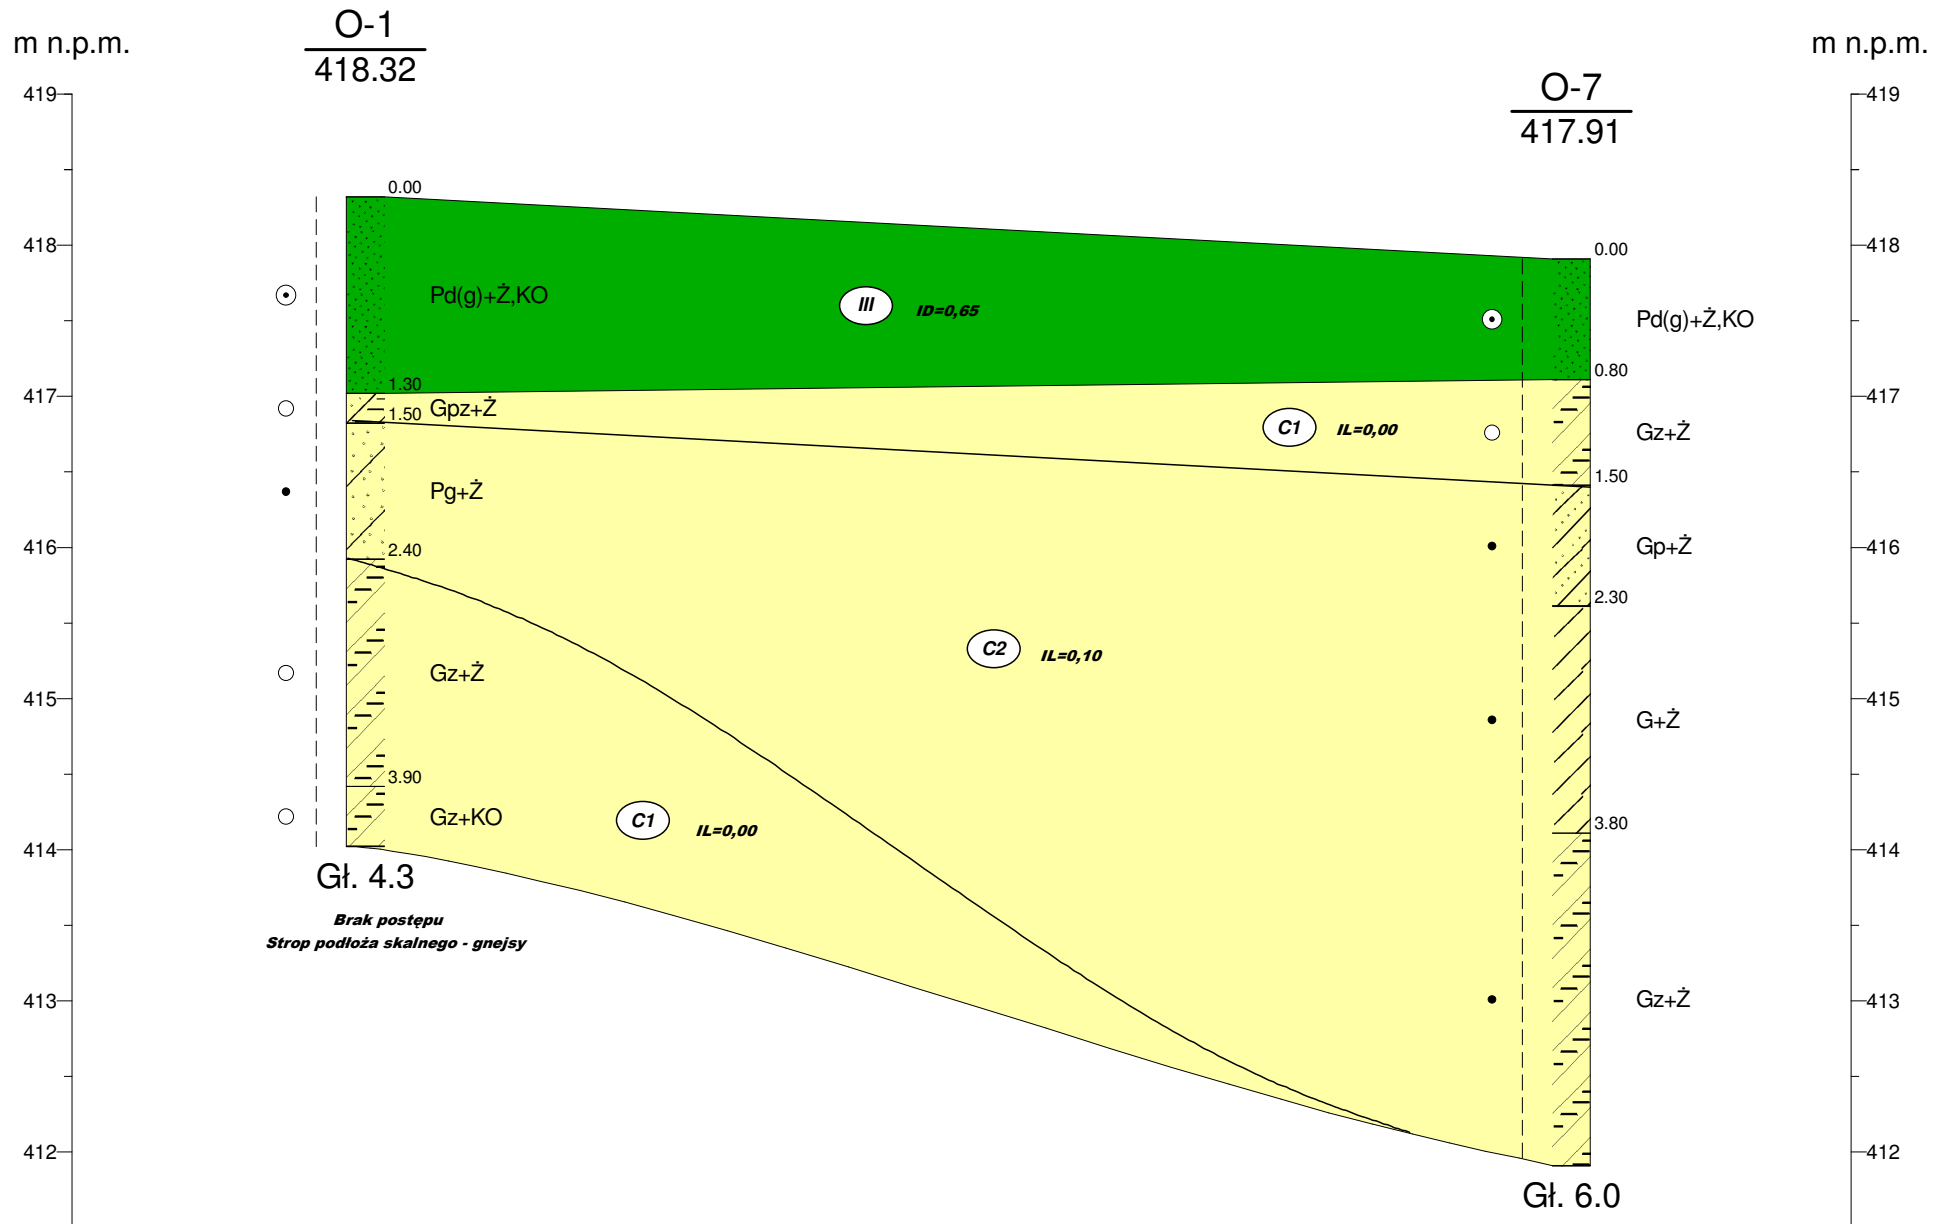 m n.p.m.
O-1
418.32
m n.p.m.
O-7
417.91
419
418
417
416
415
414
413
412
0.00
Pd(g)+Ż,KO
1.30
Gpz+Ż
1.50
Pg+Ż
2.40
Gz+Ż
3.90
Gz+KO
Gł. 4.3
Brak postępu
Strop podłoża skalnego - gnejsy
III ID=0,65
C1 IL=0,00
C2 IL=0,10
C1 IL=0,00
0.00
Pd(g)+Ż,KO
0.80
Gz+Ż
1.50
Gp+Ż
2.30
G+Ż
3.80
Gz+Ż
Gł. 6.0
419
418
417
416
415
414
413
412